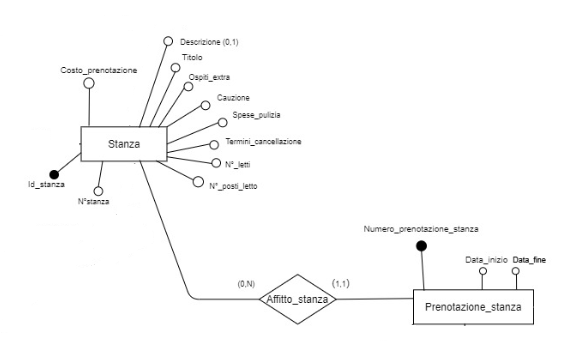 Descrizione (0,1)
Titolo
Costo_prenotazione
Ospiti_extra
Cauzione
Spese_pulizia
Stanza
Termini_cancellazione
N°_letti
Id_stanza
N°_posti_letto
N°stanza
Numero_prenotazione_stanza
Data_inizio
Data_fine
(0,N)
(1,1)
Affitto_stanza
Prenotazione_stanza